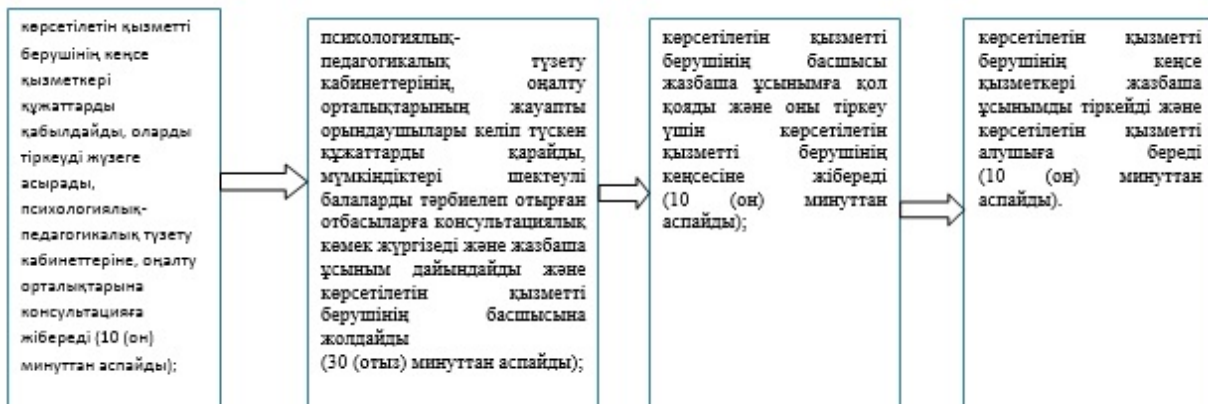 көрсетілетін қызметті
берушінің кеңсе
қызметкері
құжаттарды
қабылдайды, оларды
тіркеуді жүзеге
асырады,
психологиялық-
педагогикалық түзету
кабинеттеріне, оңалту
орталықтарына
консультацияға
жібереді (10 (он)
минуттан аспайды);
психологиялық-
педагогикалық түзету
кабинеттерінің, оңалту
орталықтарының жауапты
орындаушылары келіп түскен
құжаттарды қарайды,
мүмкіндіктері шектеулі
балаларды тәрбиелеп отырған
отбасыларға консультациялық
көмек жүргізеді және жазбаша
ұсыным дайындайды және
көрсетілетін қызметті
берушінің басшысына
жолдайды
(30 (отыз) минуттан аспайды);
көрсетілетін қызметті
берушінің басшысы
жазбаша ұсынымға қол
қояды және оны тіркеу
үшін көрсетілетін
қызметті берушінің
кеңсесіне жібереді
(10 (он) минуттан
аспайды);
көрсетілетін қызметті
берушінің кеңсе
қызметкері жазбаша
ұсынымды тіркейді және
көрсетілетін қызметті
алушыға береді
(10 (он) минуттан
аспайды).